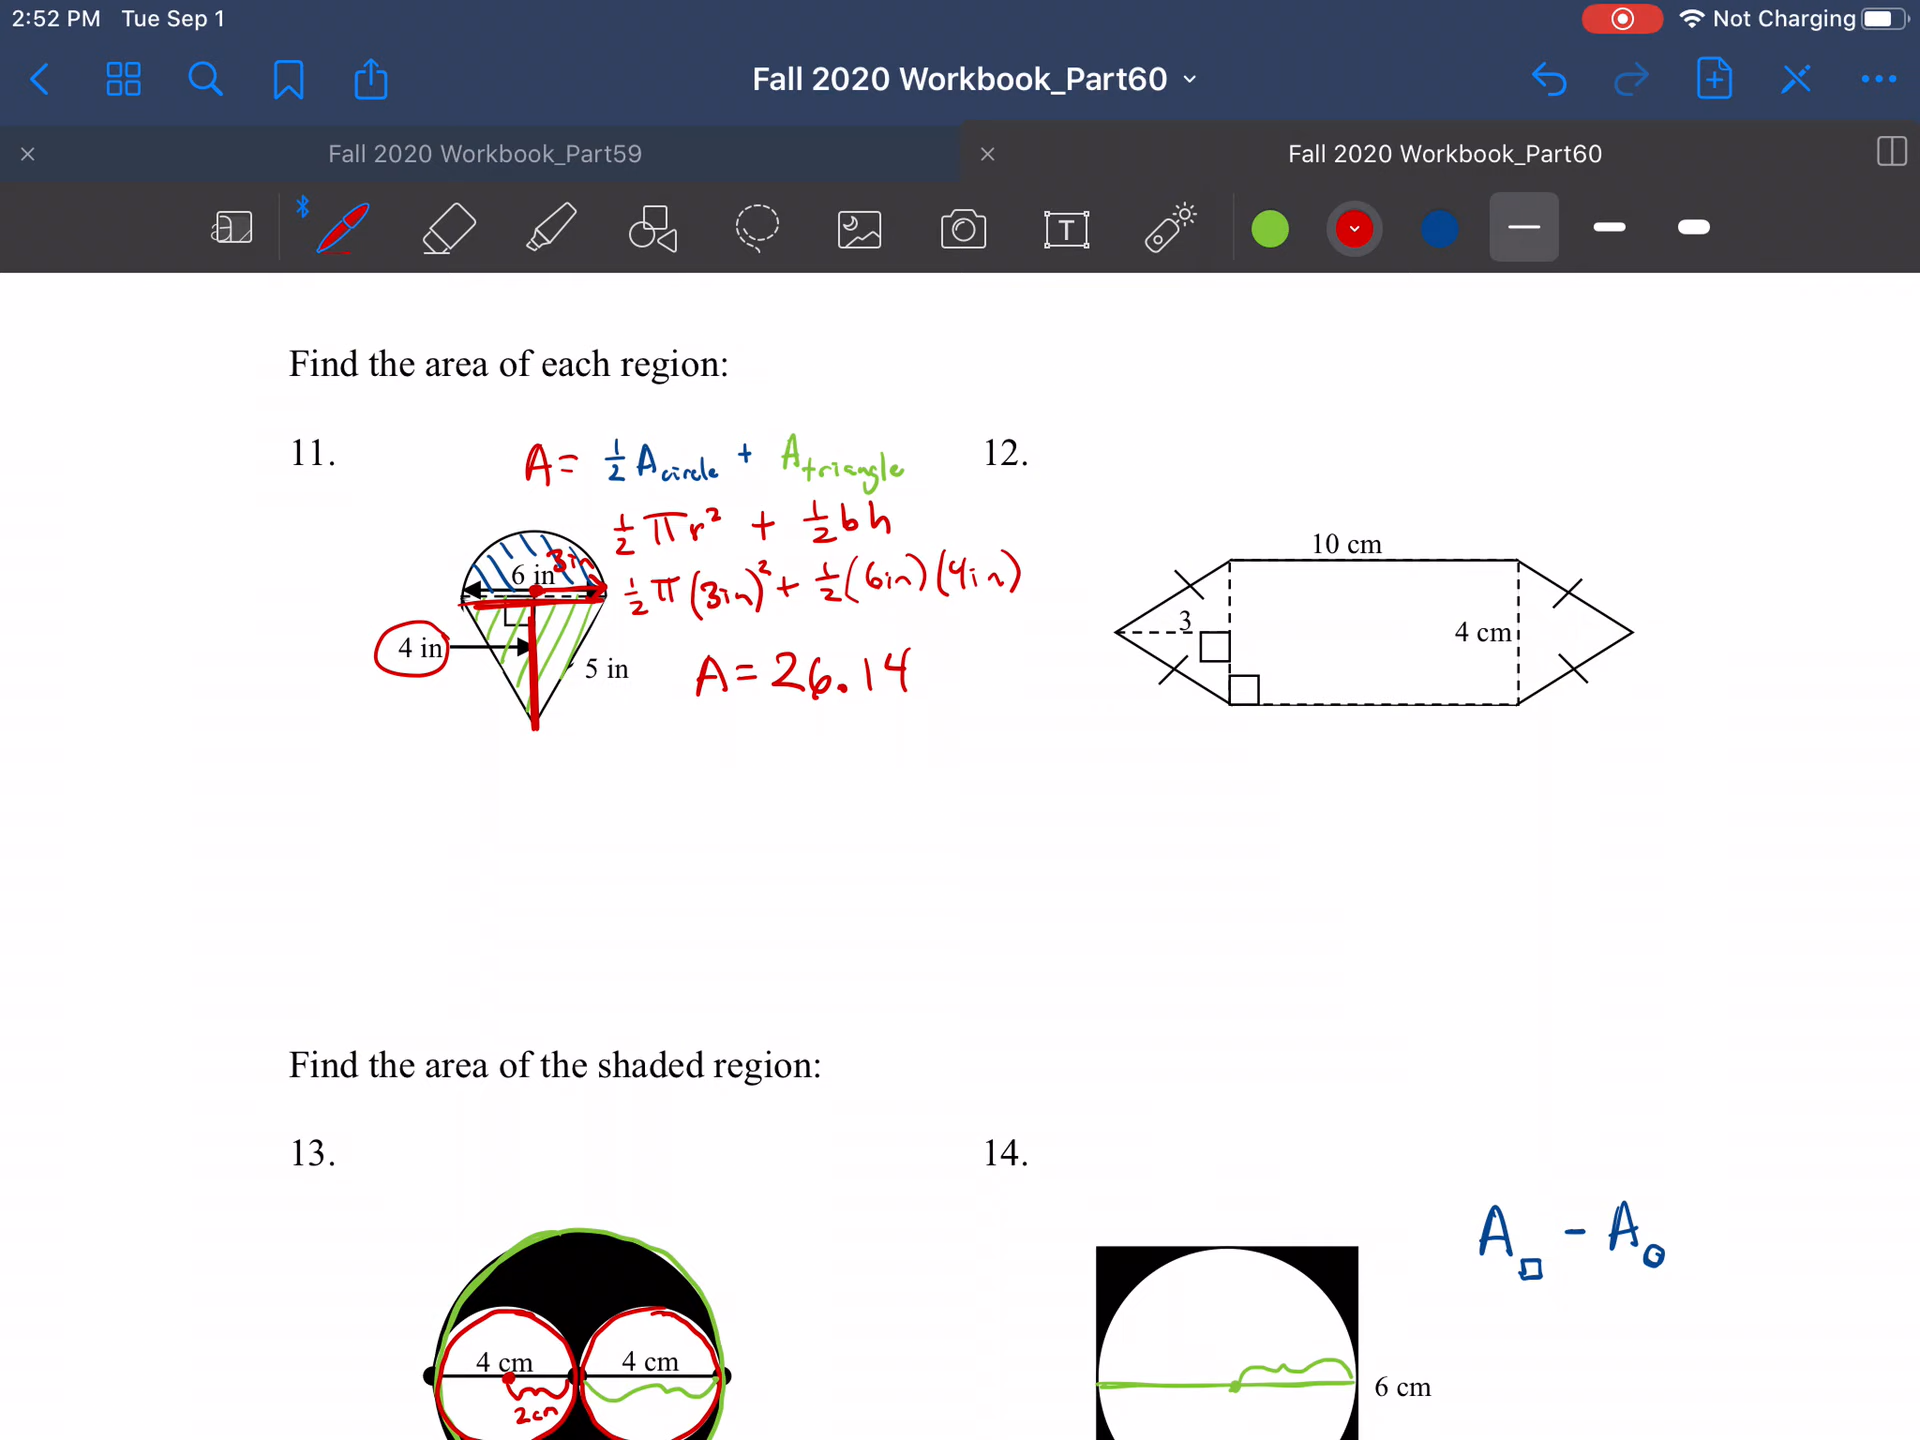 2:52 PM Tue Sep 1
Not Charging
Fall 2020 Workbook_Part60
Fall 2020 Workbook_Part59
Fall 2020 Workbook_Part60
T
Find the area of each region:
11.
A = 1/2 A circle + A triangle
1/2 πr² + 1/2 bh
1/2 π (3in)² + 1/2 (6in)(4in)
A = 26.14
3in
6 in
4 in
5 in
12.
10 cm
3
4 cm
Find the area of the shaded region:
13.
4 cm
4 cm
2cm
14.
A□ - A○
6 cm